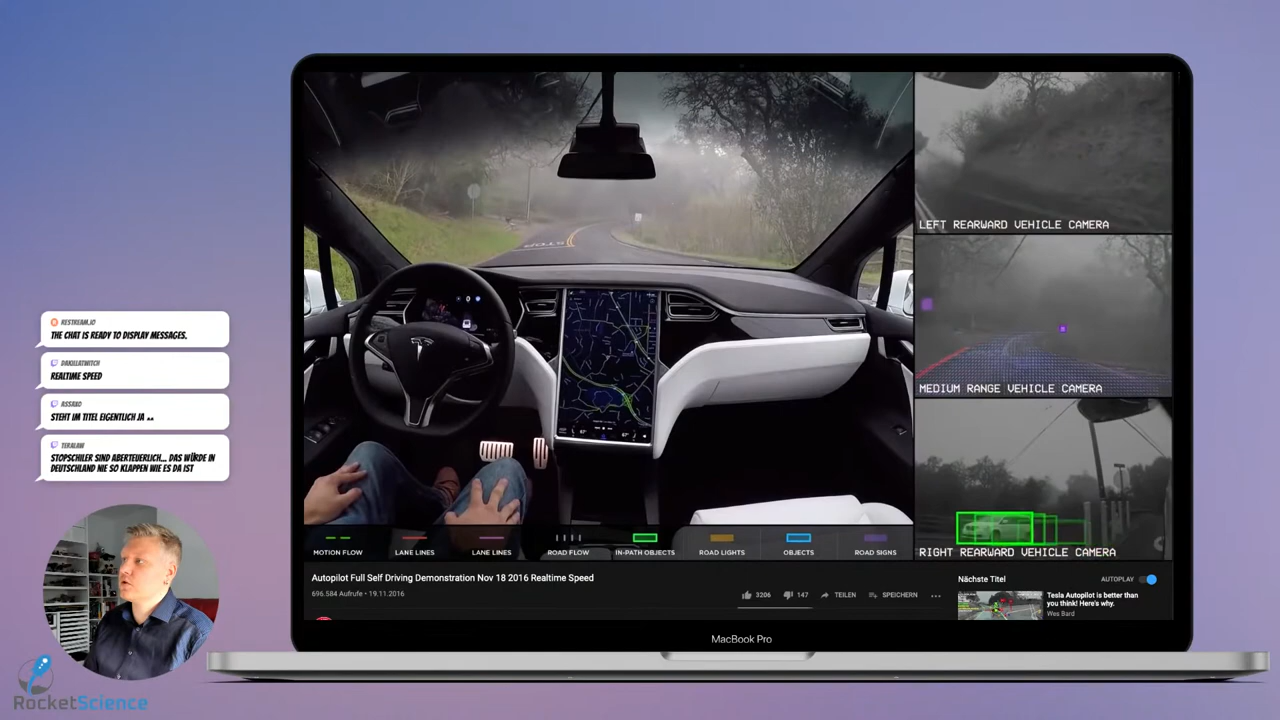 LEFT REARWARD VEHICLE CAMERA
MEDIUM RANGE VEHICLE CAMERA
RIGHT REARWARD VEHICLE CAMERA
STOP
MOTION FLOW
LANE LINES
LANE LINES
ROAD FLOW
IN-PATH OBJECTS
ROAD LIGHTS
OBJECTS
ROAD SIGNS
Autopilot Full Self Driving Demonstration Nov 18 2016 Realtime Speed
696.584 Aufrufe • 19.11.2016
3206
147
TEILEN
SPEICHERN
Nächste Titel
AUTOPLAY
Tesla Autopilot is better than
you think! Here's why.
Wes Bard
MacBook Pro
RESTREAM.IO
THE CHAT IS READY TO DISPLAY MESSAGES.
DAKILLATWITCH
REALTIME SPEED
STEHT IM TITEL EIGENTLICH JA ..
TERALAW
STOPSCHILER SIND ABERTEUERLICH... DAS WÜRDE IN
DEUTSCHLAND NIE SO KLAPPEN WIE ES DA IST
RocketScience